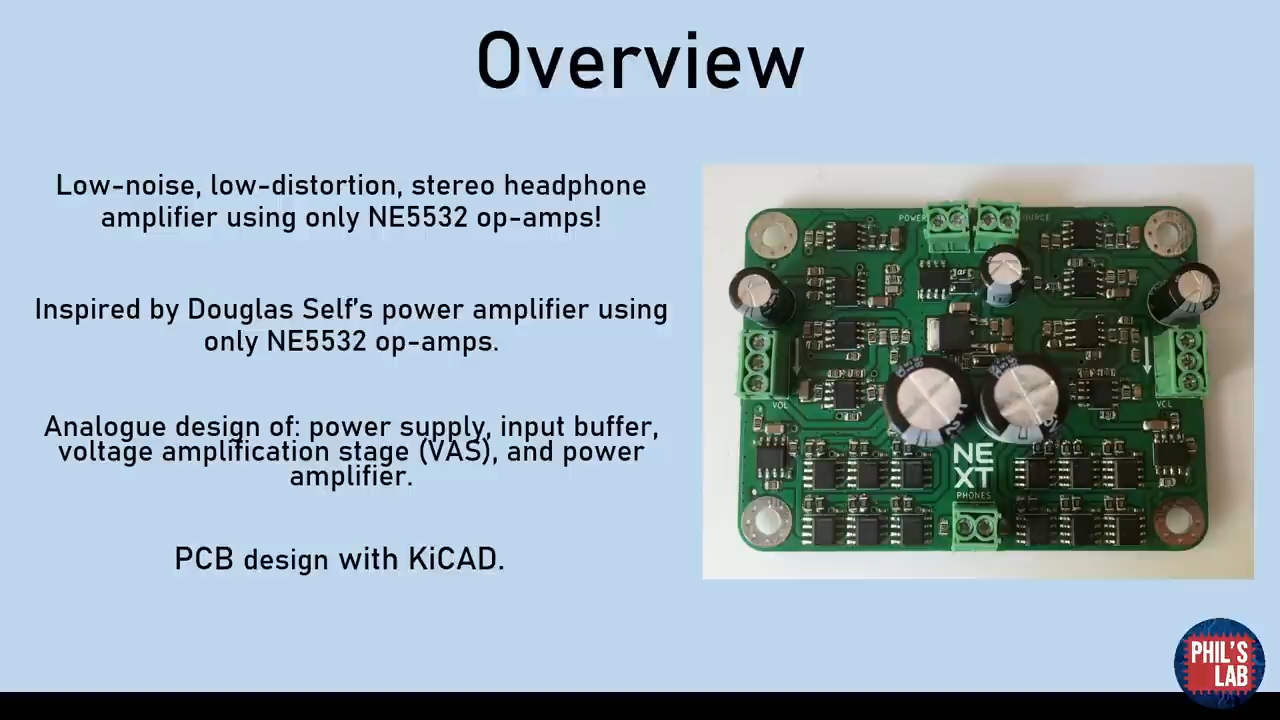 Overview
Low-noise, low-distortion, stereo headphone
amplifier using only NE5532 op-amps!
Inspired by Douglas Self's power amplifier using
only NE5532 op-amps.
Analogue design of: power supply, input buffer,
voltage amplification stage (VAS), and power
amplifier.
PCB design with KiCAD.
POWER
VOL
NE
XT
PHONES
PHIL'S
LAB